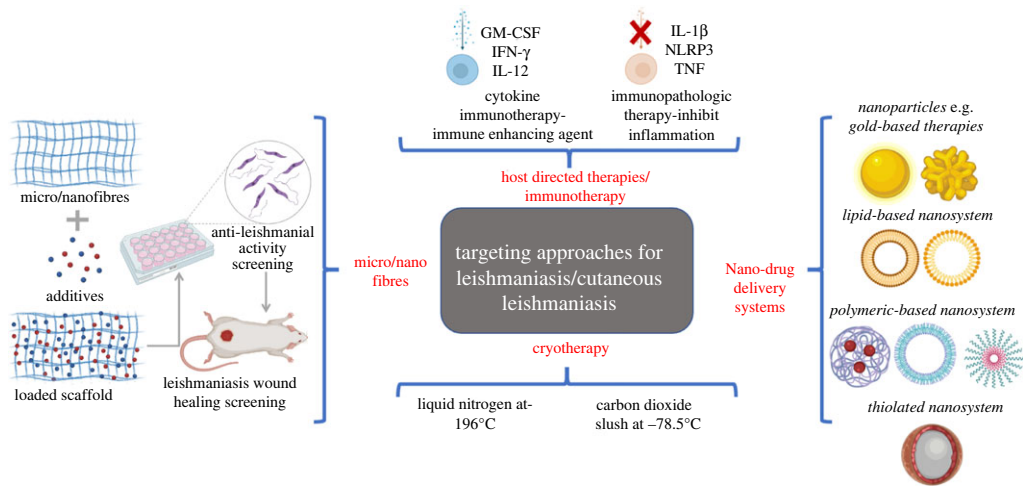 GM-CSF
IFN-γ
IL-12
cytokine
immunotherapy-
immune enhancing agent
IL-1β
NLRP3
TNF
immunopathologic
therapy-inhibit
inflammation
host directed therapies/
immunotherapy
micro/nanofibres
+
additives
loaded scaffold
anti-leishmanial
activity
screening
leishmaniasis wound
healing screening
micro/nano
fibres
targeting approaches for
leishmaniasis/cutaneous
leishmaniasis
Nano-drug
delivery
systems
cryotherapy
liquid nitrogen at-
196°C
carbon dioxide
slush at –78.5°C
nanoparticles e.g.
gold-based therapies
lipid-based nanosystem
polymeric-based nanosystem
thiolated nanosystem